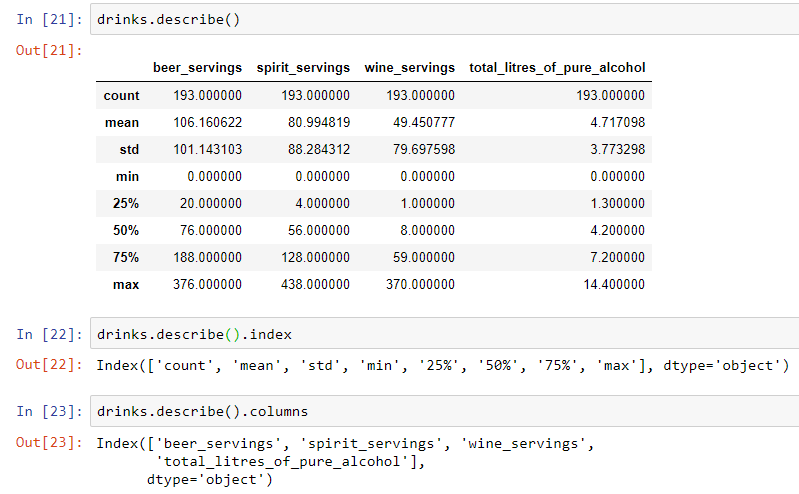 In [21]: drinks.describe()
Out[21]:
beer_servings spirit_servings wine_servings total_litres_of_pure_alcohol
count 193.000000 193.000000 193.000000 193.000000
mean 106.160622 80.994819 49.450777 4.717098
std 101.143103 88.284312 79.697598 3.773298
min 0.000000 0.000000 0.000000 0.000000
25% 20.000000 4.000000 1.000000 1.300000
50% 76.000000 56.000000 8.000000 4.200000
75% 188.000000 128.000000 59.000000 7.200000
max 376.000000 438.000000 370.000000 14.400000
In [22]: drinks.describe().index
Out[22]: Index(['count', 'mean', 'std', 'min', '25%', '50%', '75%', 'max'], dtype='object')
In [23]: drinks.describe().columns
Out[23]: Index(['beer_servings', 'spirit_servings', 'wine_servings',
'total_litres_of_pure_alcohol'],
dtype='object')